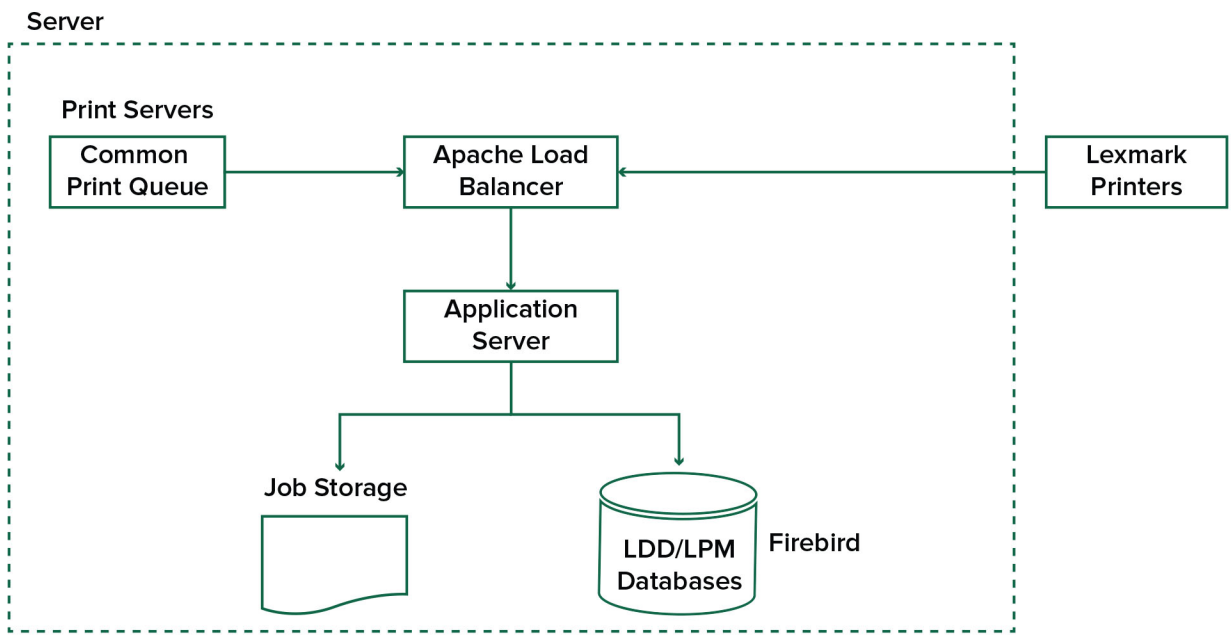 Server
Print Servers
Common
Print Queue
Apache Load
Balancer
Lexmark
Printers
Application
Server
Job Storage
LDD/LPM
Databases
Firebird